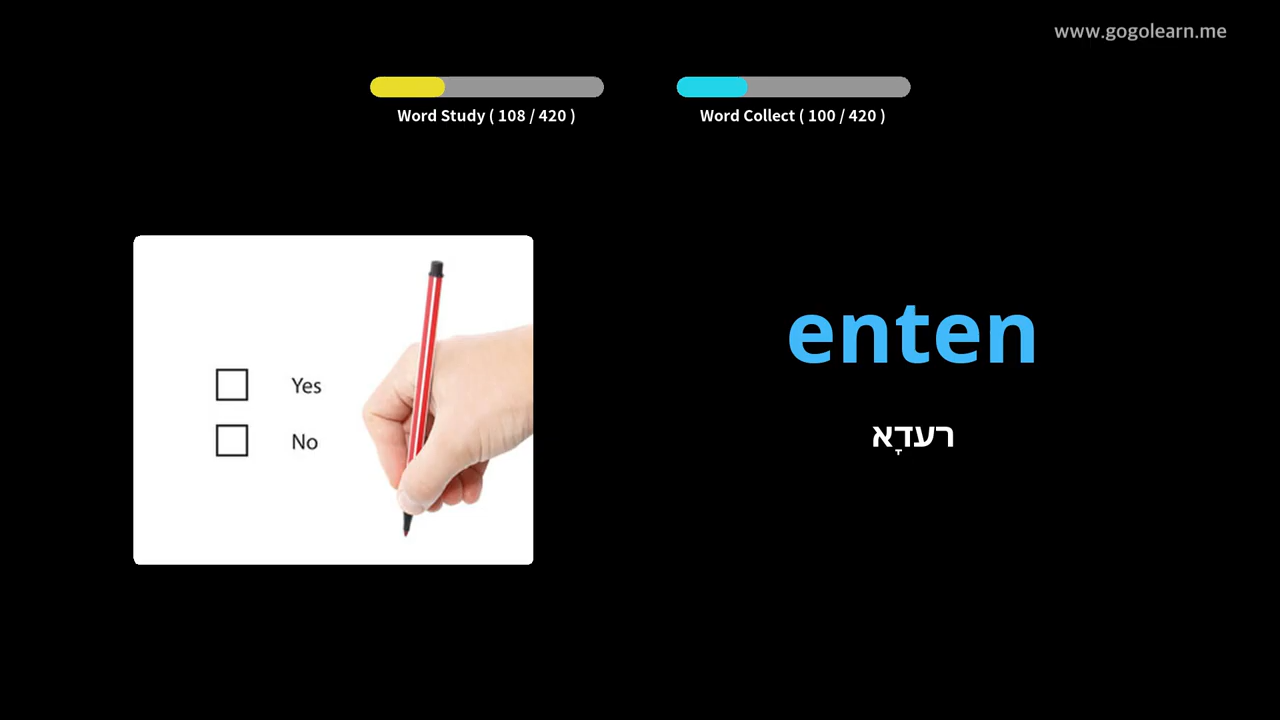 www.gogolearn.me
Word Study ( 108 / 420 )
Word Collect ( 100 / 420 )
Yes
No
enten
רעדָא